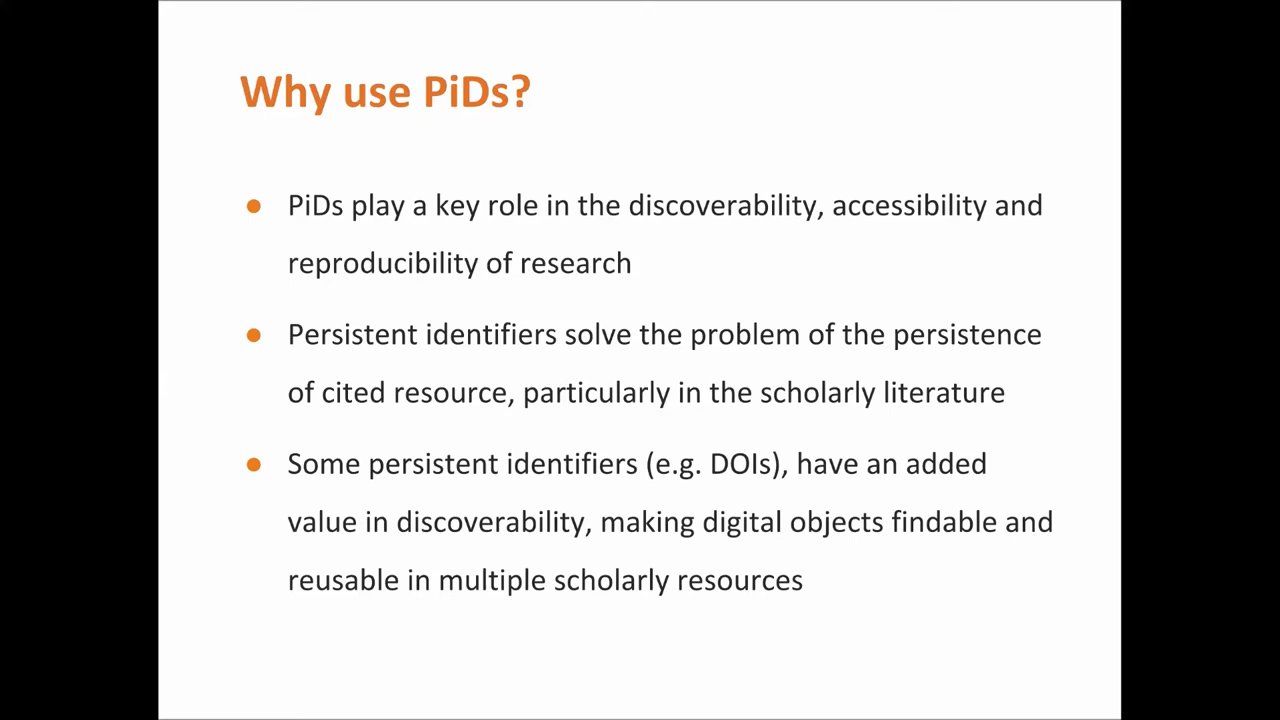 Why use PiDs?
● PiDs play a key role in the discoverability, accessibility and
reproducibility of research
● Persistent identifiers solve the problem of the persistence
of cited resource, particularly in the scholarly literature
● Some persistent identifiers (e.g. DOIs), have an added
value in discoverability, making digital objects findable and
reusable in multiple scholarly resources